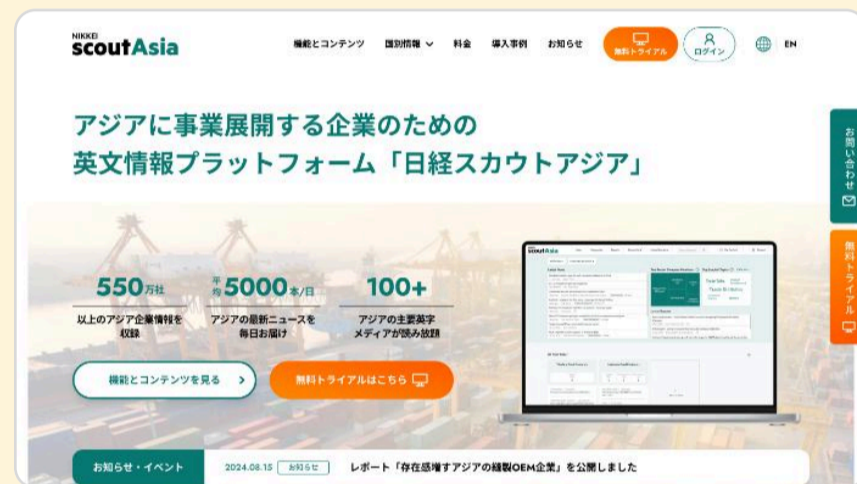 NIKKEI
scoutAsia
機能とコンテンツ
国別情報
料金
導入事例
お知らせ
無料トライアル
ログイン
EN
アジアに事業展開する企業のための
英文情報プラットフォーム「日経スカウトアジア」
お問い合わせ
無料トライアル
550万社
以上のアジア企業情報を
収録
平均5000本/日
アジアの最新ニュースを
毎日お届け
100+
アジアの主要英字
メディアが読み放題
scoutAsia
機能とコンテンツを見る
無料トライアルはこちら
お知らせ・イベント
2024.08.15
お知らせ
レポート「存在感増すアジアの縫製OEM企業」を公開しました